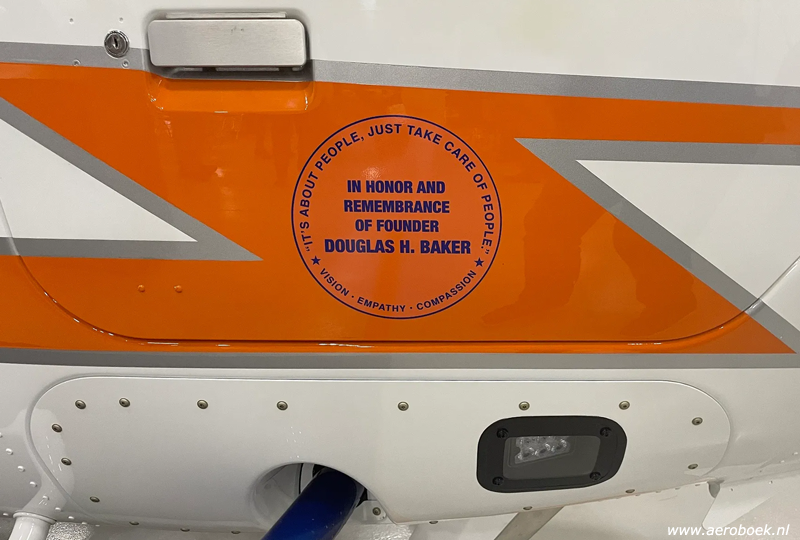 "IT'S ABOUT PEOPLE, JUST TAKE CARE OF PEOPLE."
IN HONOR AND
REMEMBRANCE
OF FOUNDER
DOUGLAS H. BAKER
★ VISION · EMPATHY · COMPASSION ★
www.aeroboek.nl